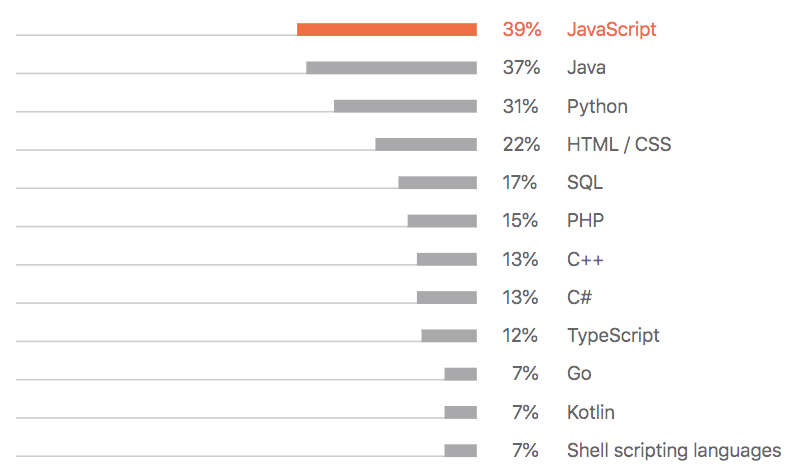 39% JavaScript
37% Java
31% Python
22% HTML / CSS
17% SQL
15% PHP
13% C++
13% C#
12% TypeScript
7% Go
7% Kotlin
7% Shell scripting languages